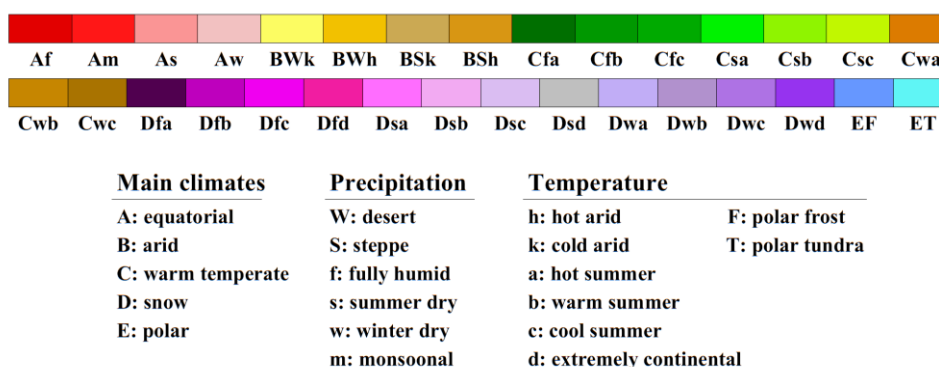 Af Am As Aw BWk BWh BSk BSh Cfa Cfb Cfc Csa Csb Csc Cwa
Cwb Cwc Dfa Dfb Dfc Dfd Dsa Dsb Dsc Dsd Dwa Dwb Dwc Dwd EF ET
Main climates
A: equatorial
B: arid
C: warm temperate
D: snow
E: polar
Precipitation
W: desert
S: steppe
f: fully humid
s: summer dry
w: winter dry
m: monsoonal
Temperature
h: hot arid
k: cold arid
a: hot summer
b: warm summer
c: cool summer
d: extremely continental
F: polar frost
T: polar tundra